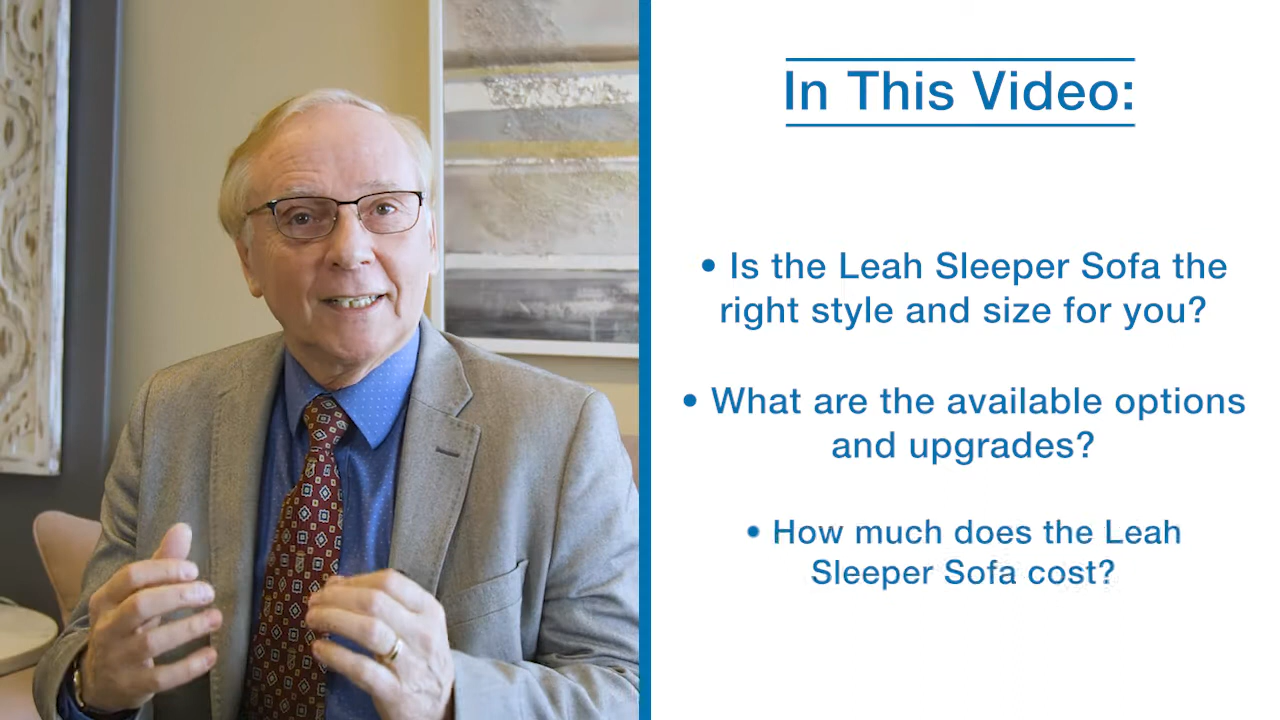 In This Video:
• Is the Leah Sleeper Sofa the
right style and size for you?
• What are the available options
and upgrades?
• How much does the Leah
Sleeper Sofa cost?